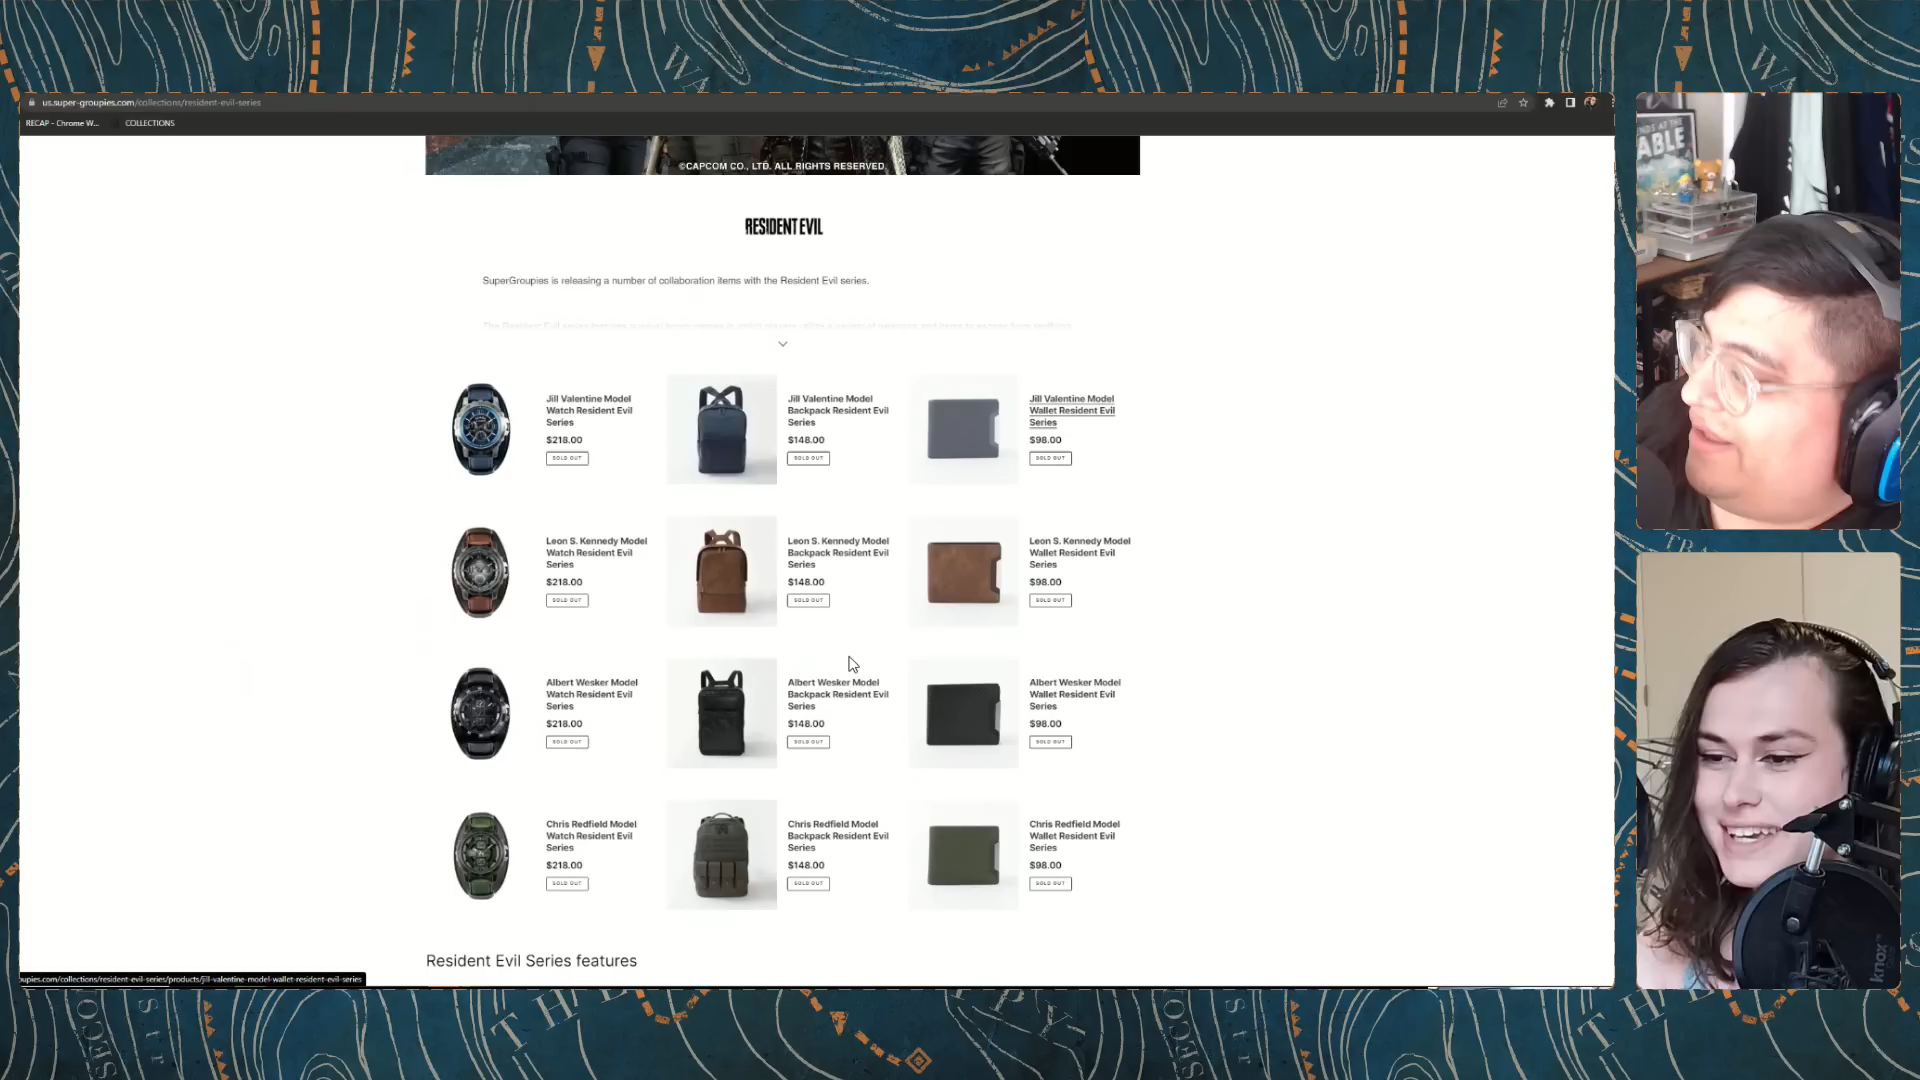 us.super-groupies.com/collections/resident-evil-series
RECAP - Chrome W...
COLLECTIONS
©CAPCOM CO., LTD. ALL RIGHTS RESERVED.
RESIDENT EVIL
SuperGroupies is releasing a number of collaboration items with the Resident Evil series.
Jill Valentine Model
Watch Resident Evil
Series
$218.00
SOLD OUT
Jill Valentine Model
Backpack Resident Evil
Series
$148.00
SOLD OUT
Jill Valentine Model
Wallet Resident Evil
Series
$98.00
SOLD OUT
Leon S. Kennedy Model
Watch Resident Evil
Series
$218.00
SOLD OUT
Leon S. Kennedy Model
Backpack Resident Evil
Series
$148.00
SOLD OUT
Leon S. Kennedy Model
Wallet Resident Evil
Series
$98.00
SOLD OUT
Albert Wesker Model
Watch Resident Evil
Series
$218.00
SOLD OUT
Albert Wesker Model
Backpack Resident Evil
Series
$148.00
SOLD OUT
Albert Wesker Model
Wallet Resident Evil
Series
$98.00
SOLD OUT
Chris Redfield Model
Watch Resident Evil
Series
$218.00
SOLD OUT
Chris Redfield Model
Backpack Resident Evil
Series
$148.00
SOLD OUT
Chris Redfield Model
Wallet Resident Evil
Series
$98.00
SOLD OUT
Resident Evil Series features
oupies.com/collections/resident-evil-series/products/jill-valentine-model-wallet-resident-evil-series
ABLE
knox